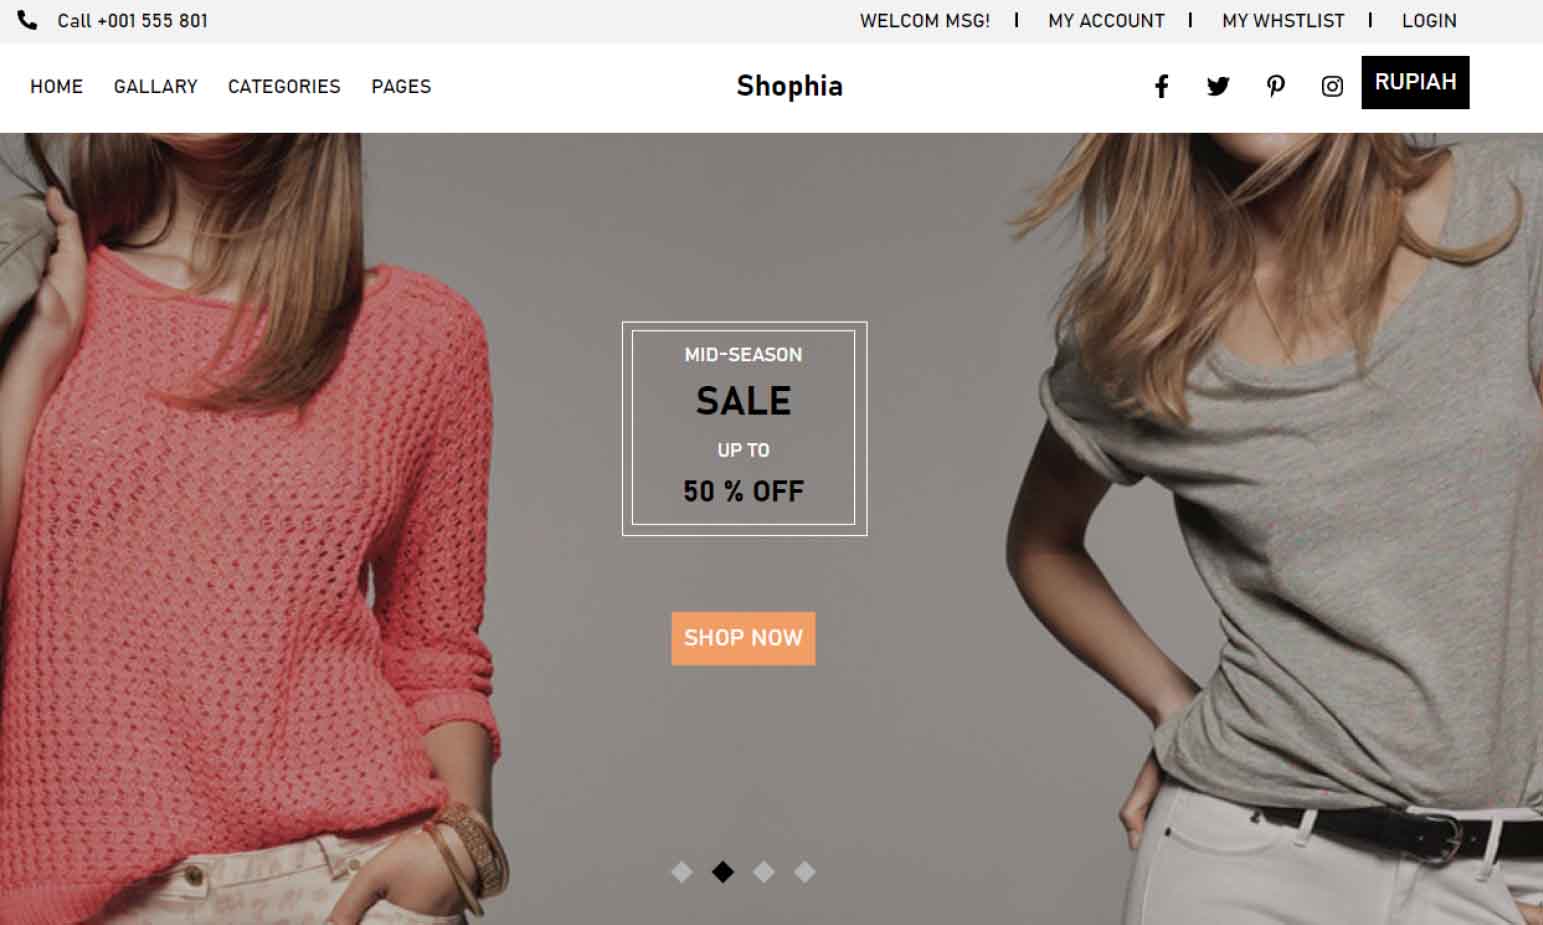 Call +001 555 801
WELCOM MSG! | MY ACCOUNT | MY WHSTLIST | LOGIN
HOME GALLARY CATEGORIES PAGES
Shophia
RUPIAH
MID-SEASON
SALE
UP TO
50 % OFF
SHOP NOW